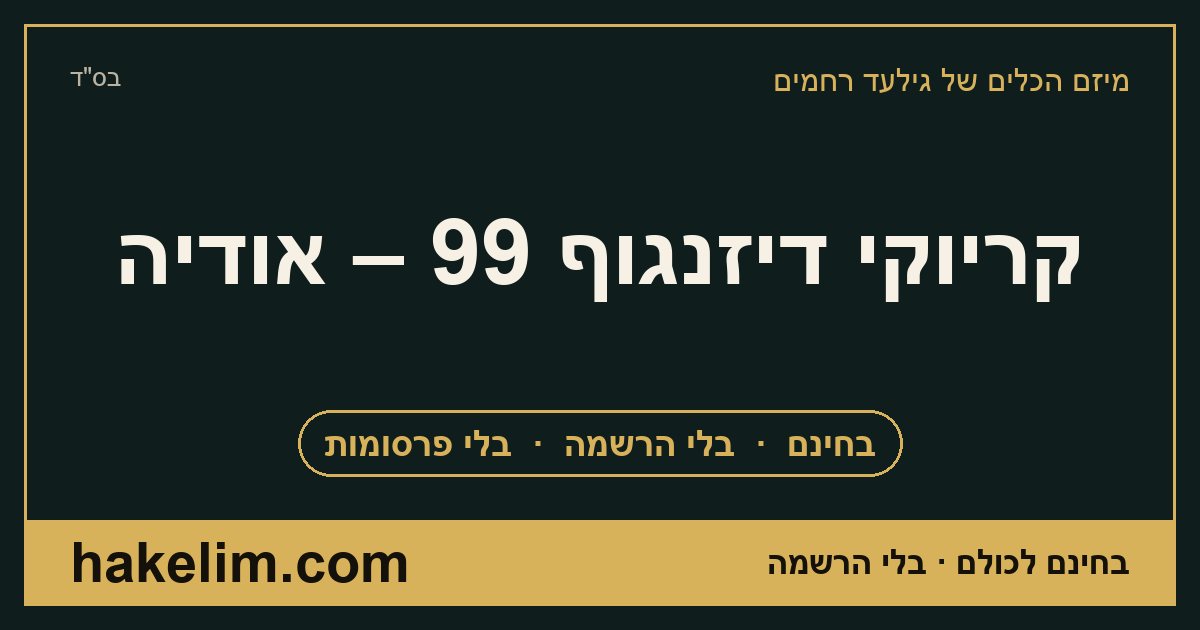 מיזם הכלים של גילעד רחמים
בס"ד
קריוקי דיזנגוף 99 – אודיה
בחינם · בלי הרשמה · בלי פרסומות
בחינם לכולם · בלי הרשמה
hakelim.com